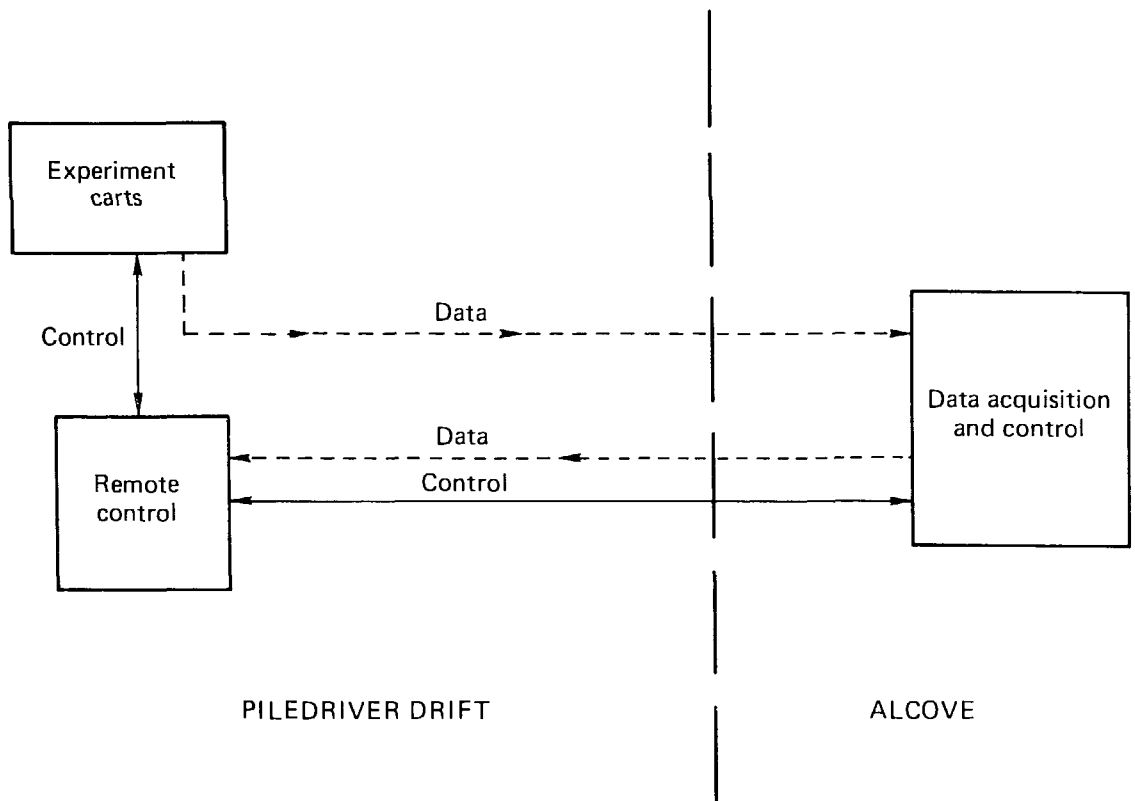 Experiment
carts
Data
Control
Data acquisition
and control
Data
Control
Remote
control
PILEDRIVER DRIFT
ALCOVE